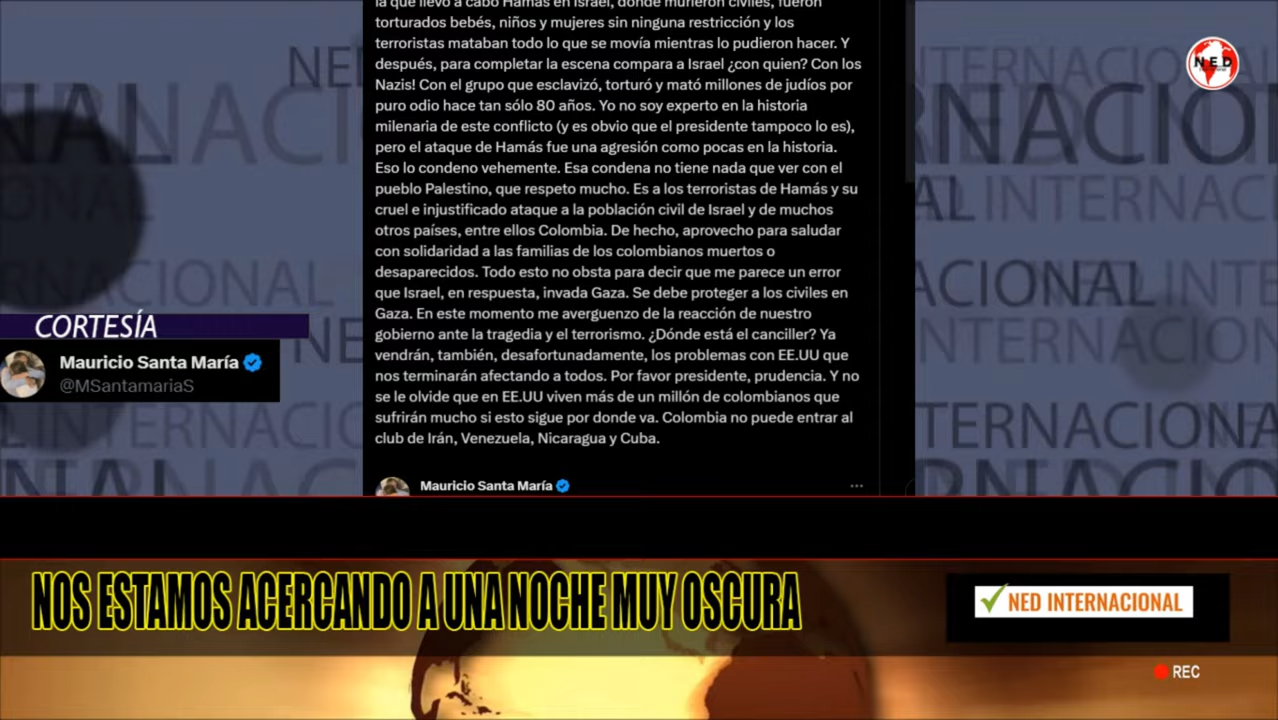 la que llevó a cabo Hamás en Israel, donde murieron civiles, fueron
torturados bebés, niños y mujeres sin ninguna restricción y los
terroristas mataban todo lo que se movía mientras lo pudieron hacer. Y
después, para completar la escena compara a Israel ¿con quien? Con los
Nazis! Con el grupo que esclavizó, torturó y mató millones de judíos por
puro odio hace tan sólo 80 años. Yo no soy experto en la historia
milenaria de este conflicto (y es obvio que el presidente tampoco lo es),
pero el ataque de Hamás fue una agresión como pocas en la historia.
Eso lo condeno vehemente. Esa condena no tiene nada que ver con el
pueblo Palestino, que respeto mucho. Es a los terroristas de Hamás y su
cruel e injustificado ataque a la población civil de Israel y de muchos
otros países, entre ellos Colombia. De hecho, aprovecho para saludar
con solidaridad a las familias de los colombianos muertos o
desaparecidos. Todo esto no obsta para decir que me parece un error
que Israel, en respuesta, invada Gaza. Se debe proteger a los civiles en
Gaza. En este momento me averguenzo de la reacción de nuestro
gobierno ante la tragedia y el terrorismo. ¿Dónde está el canciller? Ya
vendrán, también, desafortunadamente, los problemas con EE.UU que
nos terminarán afectando a todos. Por favor presidente, prudencia. Y no
se le olvide que en EE.UU viven más de un millón de colombianos que
sufrirán mucho si esto sigue por donde va. Colombia no puede entrar al
club de Irán, Venezuela, Nicaragua y Cuba.
Mauricio Santa María
CORTESÍA
Mauricio Santa María
@MSantamariaS
NED
NOS ESTAMOS ACERCANDO A UNA NOCHE MUY OSCURA
NED INTERNACIONAL
REC